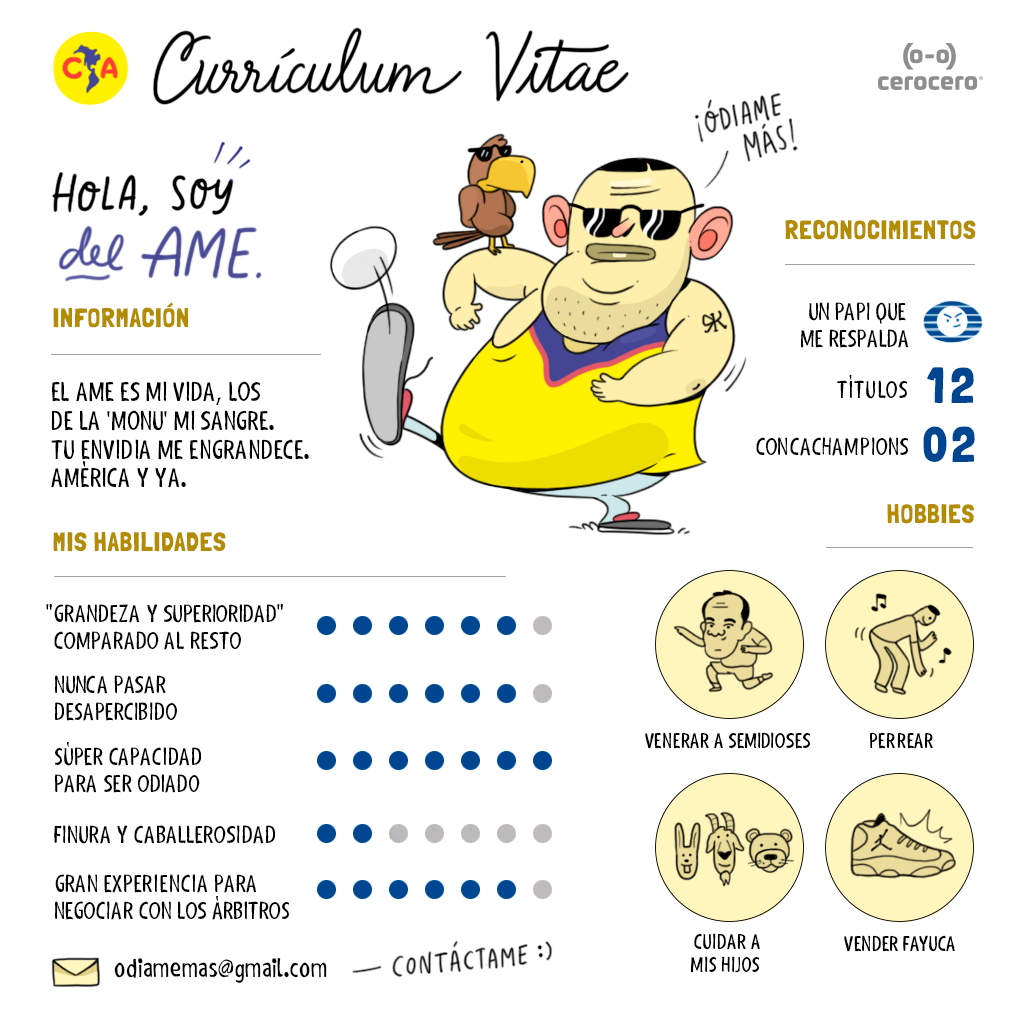 CIA
Currículum Vitae
(o-o)
cerocero
¡ÓDIAME
MÁS!
HOLA, SOY
del AME.
INFORMACIÓN
EL AME ES MI VIDA, LOS
DE LA 'MONU' MI SANGRE.
TU ENVIDIA ME ENGRANDECE.
AMÉRICA Y YA.
RECONOCIMIENTOS
UN PAPI QUE
ME RESPALDA
TÍTULOS 12
CONCACHAMPIONS 02
MIS HABILIDADES
"GRANDEZA Y SUPERIORIDAD"
COMPARADO AL RESTO
NUNCA PASAR
DESAPERCIBIDO
SÚPER CAPACIDAD
PARA SER ODIADO
FINURA Y CABALLEROSIDAD
GRAN EXPERIENCIA PARA
NEGOCIAR CON LOS ÁRBITROS
HOBBIES
VENERAR A SEMIDIOSES
PERREAR
CUIDAR A
MIS HIJOS
VENDER FAYUCA
odiamemas@gmail.com — CONTÁCTAME :)